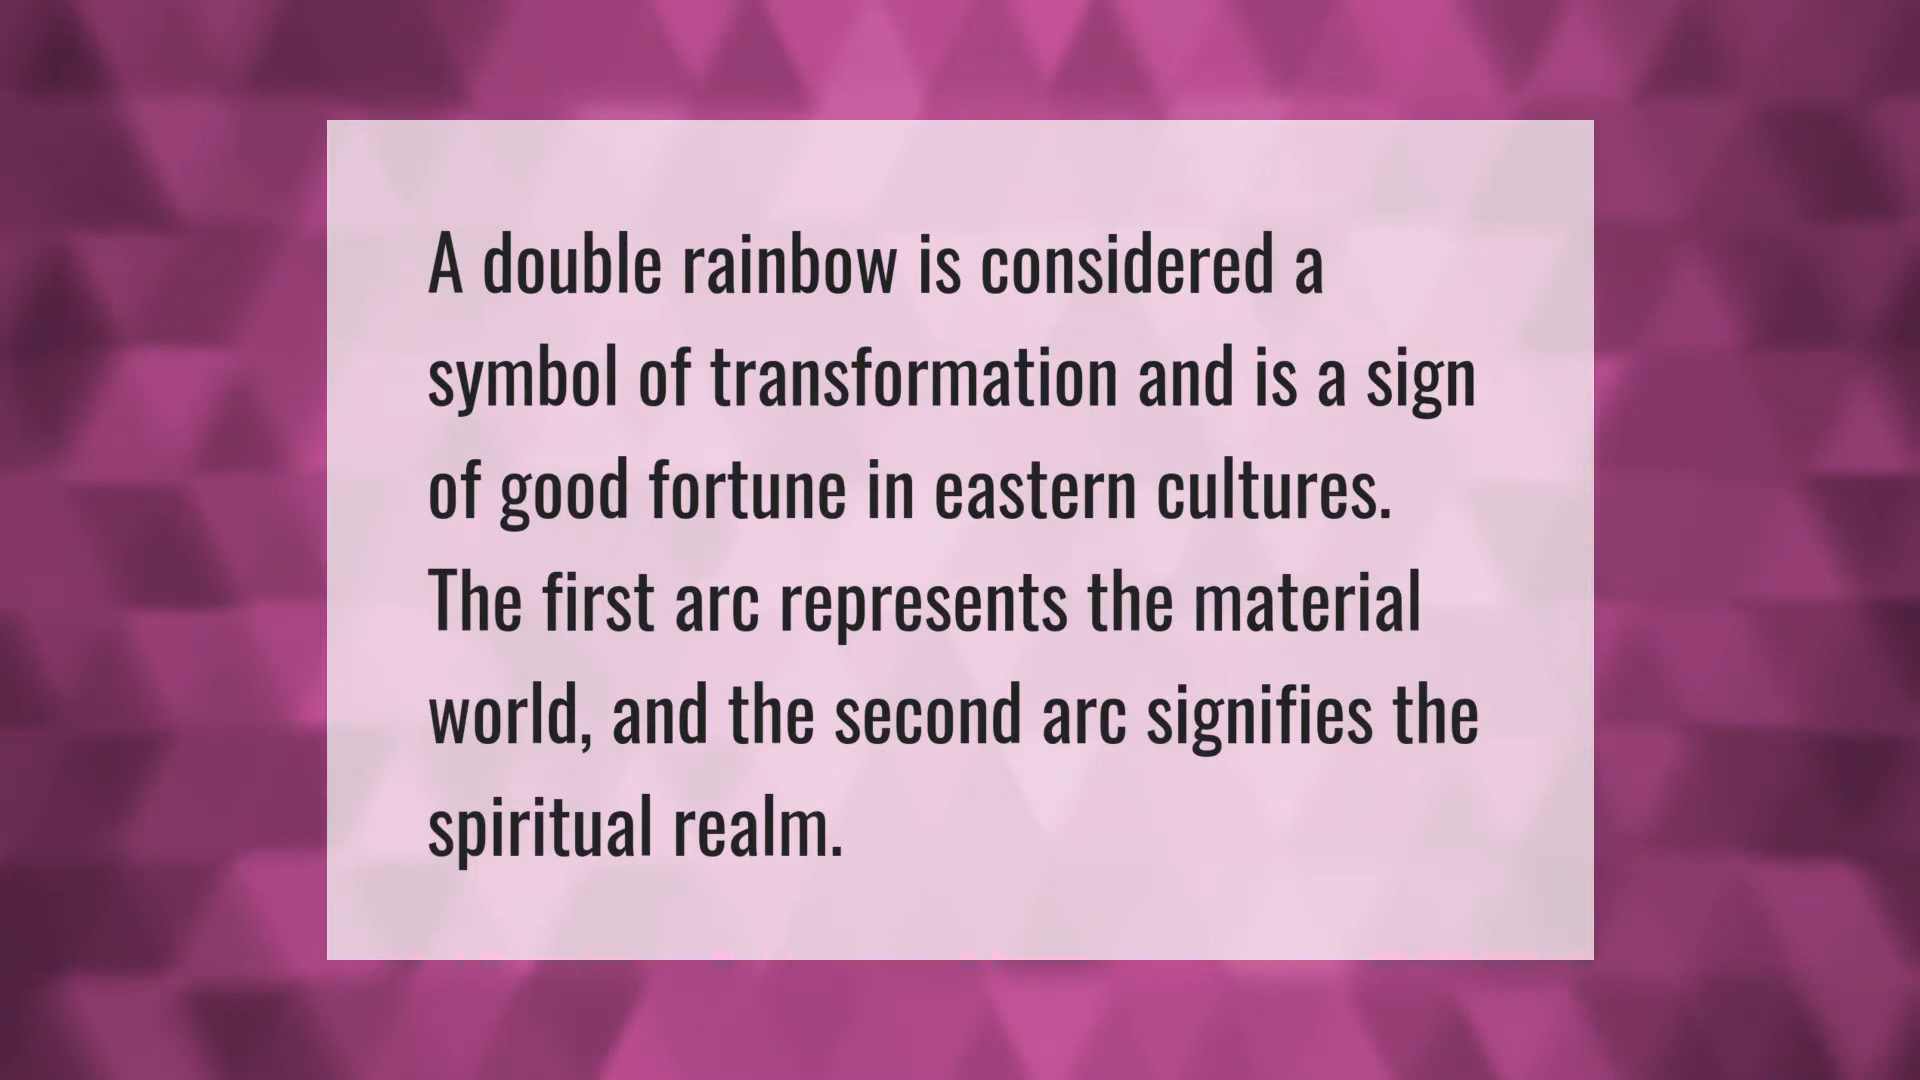 A double rainbow is considered a
symbol of transformation and is a sign
of good fortune in eastern cultures.
The first arc represents the material
world, and the second arc signifies the
spiritual realm.